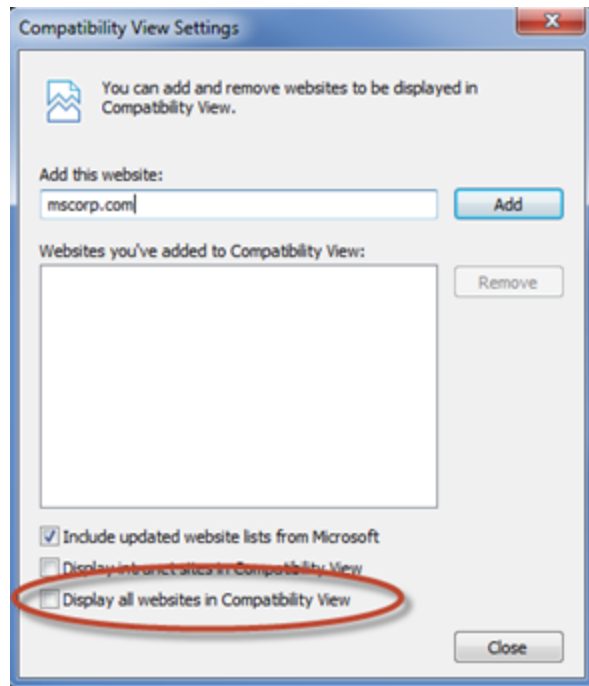 Compatibility View Settings
You can add and remove websites to be displayed in
Compatibility View.
Add this website:
mscorp.com
Add
Websites you've added to Compatibility View:
Remove
Include updated website lists from Microsoft
Display intranet sites in Compatibility View
Display all websites in Compatibility View
Close